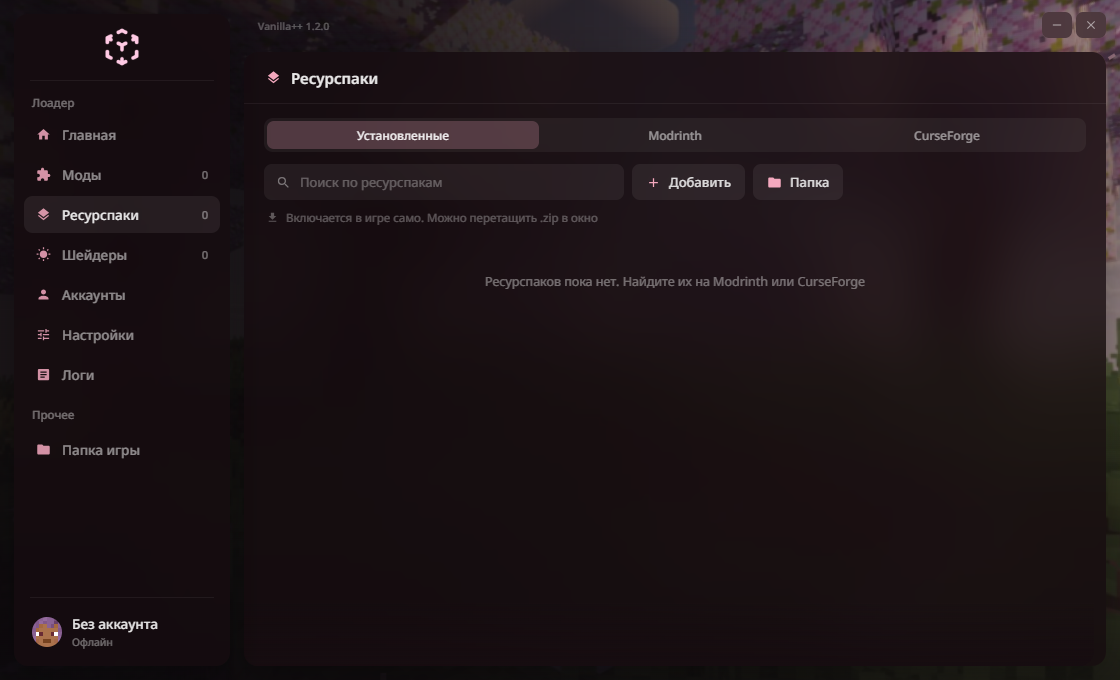 Vanilla++ 1.2.0
Лоадер
Главная
Моды 0
Ресурспаки 0
Шейдеры 0
Аккаунты
Настройки
Логи
Прочее
Папка игры
Без аккаунта
Офлайн
Ресурспаки
Установленные Modrinth CurseForge
Поиск по ресурспакам Добавить Папка
Включается в игре само. Можно перетащить .zip в окно
Ресурспаков пока нет. Найдите их на Modrinth или CurseForge